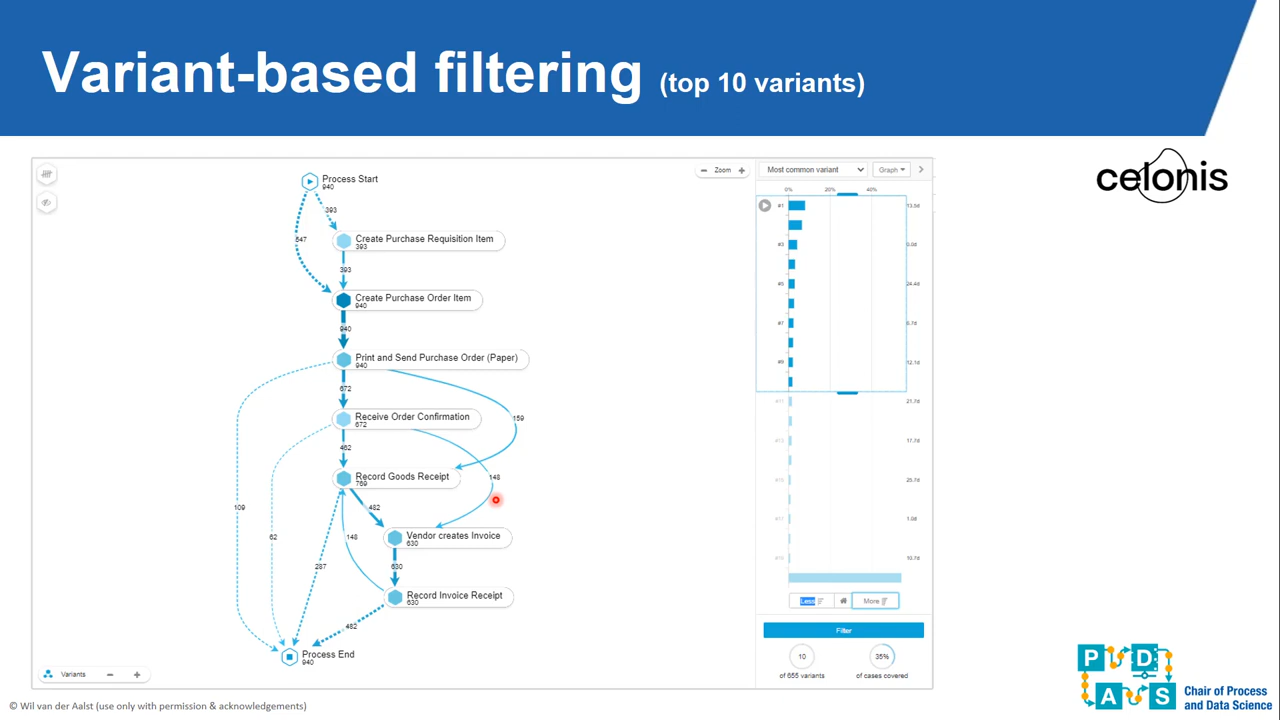 Variant-based filtering (top 10 variants)
celonis
Process Start
940
393
547
Create Purchase Requisition Item
393
393
Create Purchase Order Item
940
940
Print and Send Purchase Order (Paper)
940
672
159
Receive Order Confirmation
672
462
148
Record Goods Receipt
769
482
109
62
148
287
Vendor creates Invoice
630
630
Record Invoice Receipt
630
482
Process End
940
Variants
Zoom
Most common variant
Graph
0% 20% 40%
#1 13.5d
#3 0.0d
#5 24.4d
#7 6.7d
#9 12.1d
21.7d
17.7d
25.7d
1.0d
10.7d
Less
More
Filter
10
of 655 variants
35%
of cases covered
P D
A S
Chair of Process
and Data Science
© Wil van der Aalst (use only with permission & acknowledgements)